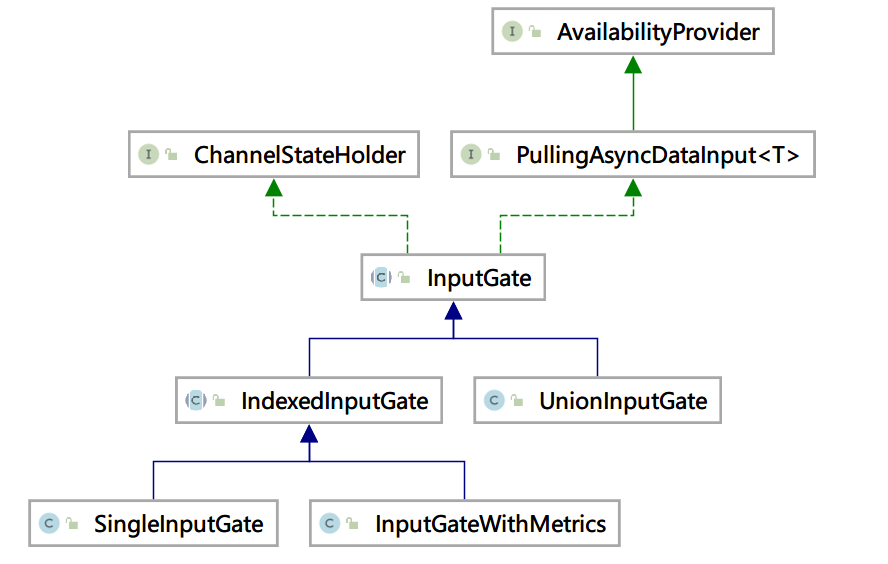 I AvailabilityProvider
I ChannelStateHolder
I PullingAsyncDataInput<T>
C InputGate
C IndexedInputGate
C UnionInputGate
C SingleInputGate
C InputGateWithMetrics